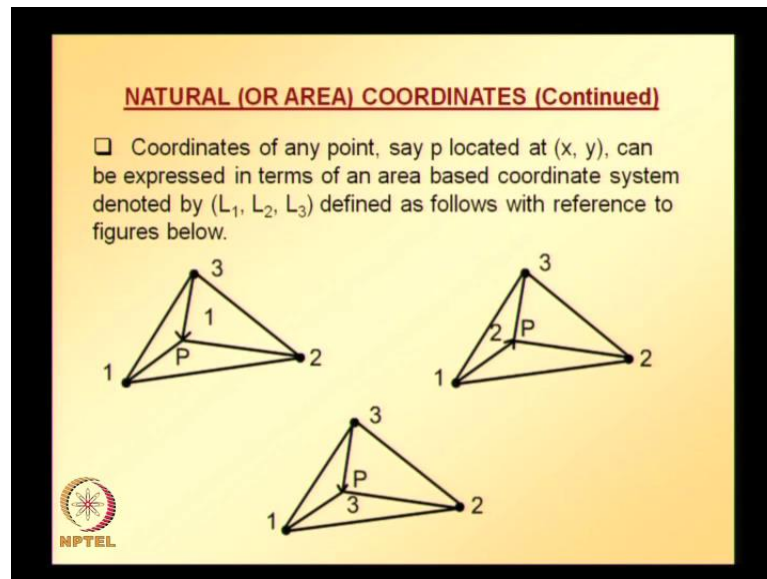 NATURAL (OR AREA) COORDINATES (Continued)
❑ Coordinates of any point, say p located at (x, y), can
be expressed in terms of an area based coordinate system
denoted by (L₁, L₂, L₃) defined as follows with reference to
figures below.
3
1
P
1
2
3
2
P
1
2
3
P
3
1
2
NPTEL